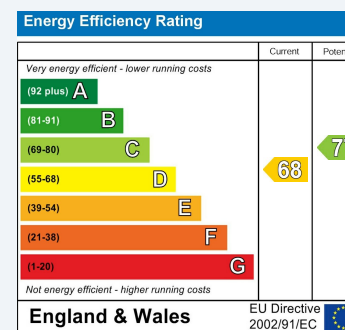 Energy Efficiency Rating
Current
Very energy efficient - lower running costs
(92 plus) A
(81-91) B
(69-80) C
(55-68) D
68
(39-54) E
(21-38) F
(1-20) G
Not energy efficient - higher running costs
England & Wales
EU Directive
2002/91/EC